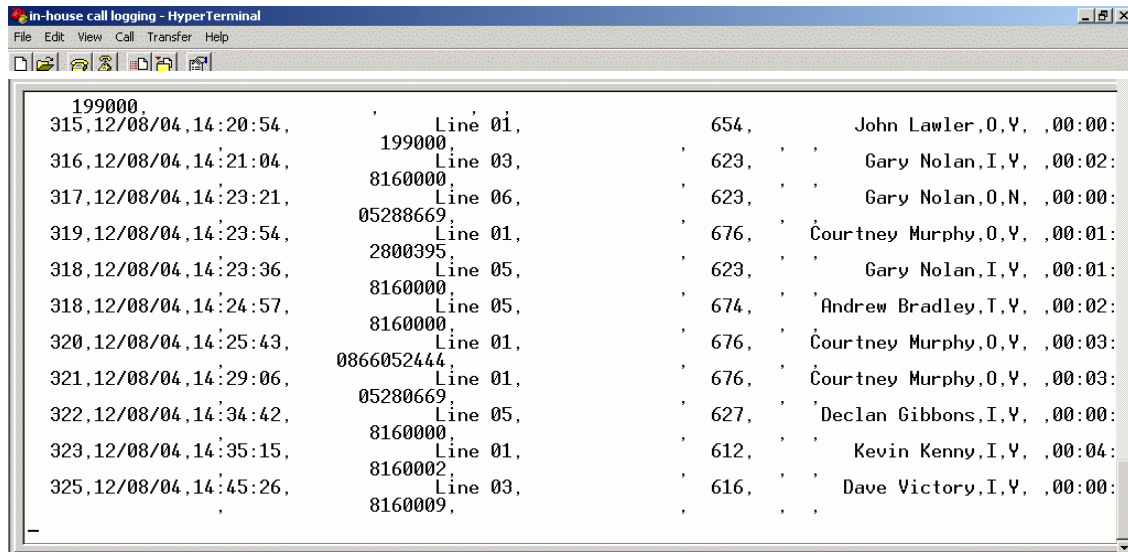 in-house call logging - HyperTerminal
File Edit View Call Transfer Help
199000, , , ,
315,12/08/04,14:20:54, Line 01, 654, John Lawler,O,Y, ,00:00:
, 199000, , , ,
316,12/08/04,14:21:04, Line 03, 623, Gary Nolan,I,Y, ,00:02:
, 8160000, , , ,
317,12/08/04,14:23:21, Line 06, 623, Gary Nolan,O,N, ,00:00:
, 05288669, , , ,
319,12/08/04,14:23:54, Line 01, 676, Courtney Murphy,O,Y, ,00:01:
, 2800395, , , ,
318,12/08/04,14:23:36, Line 05, 623, Gary Nolan,I,Y, ,00:01:
, 8160000, , , ,
318,12/08/04,14:24:57, Line 05, 674, Andrew Bradley,T,Y, ,00:02:
, 8160000, , , ,
320,12/08/04,14:25:43, Line 01, 676, Courtney Murphy,O,Y, ,00:03:
, 0866052444, , , ,
321,12/08/04,14:29:06, Line 01, 676, Courtney Murphy,O,Y, ,00:03:
, 05280669, , , ,
322,12/08/04,14:34:42, Line 05, 627, Declan Gibbons,I,Y, ,00:00:
, 8160000, , , ,
323,12/08/04,14:35:15, Line 01, 612, Kevin Kenny,I,Y, ,00:04:
, 8160002, , , ,
325,12/08/04,14:45:26, Line 03, 616, Dave Victory,I,Y, ,00:00:
, 8160009, , , ,